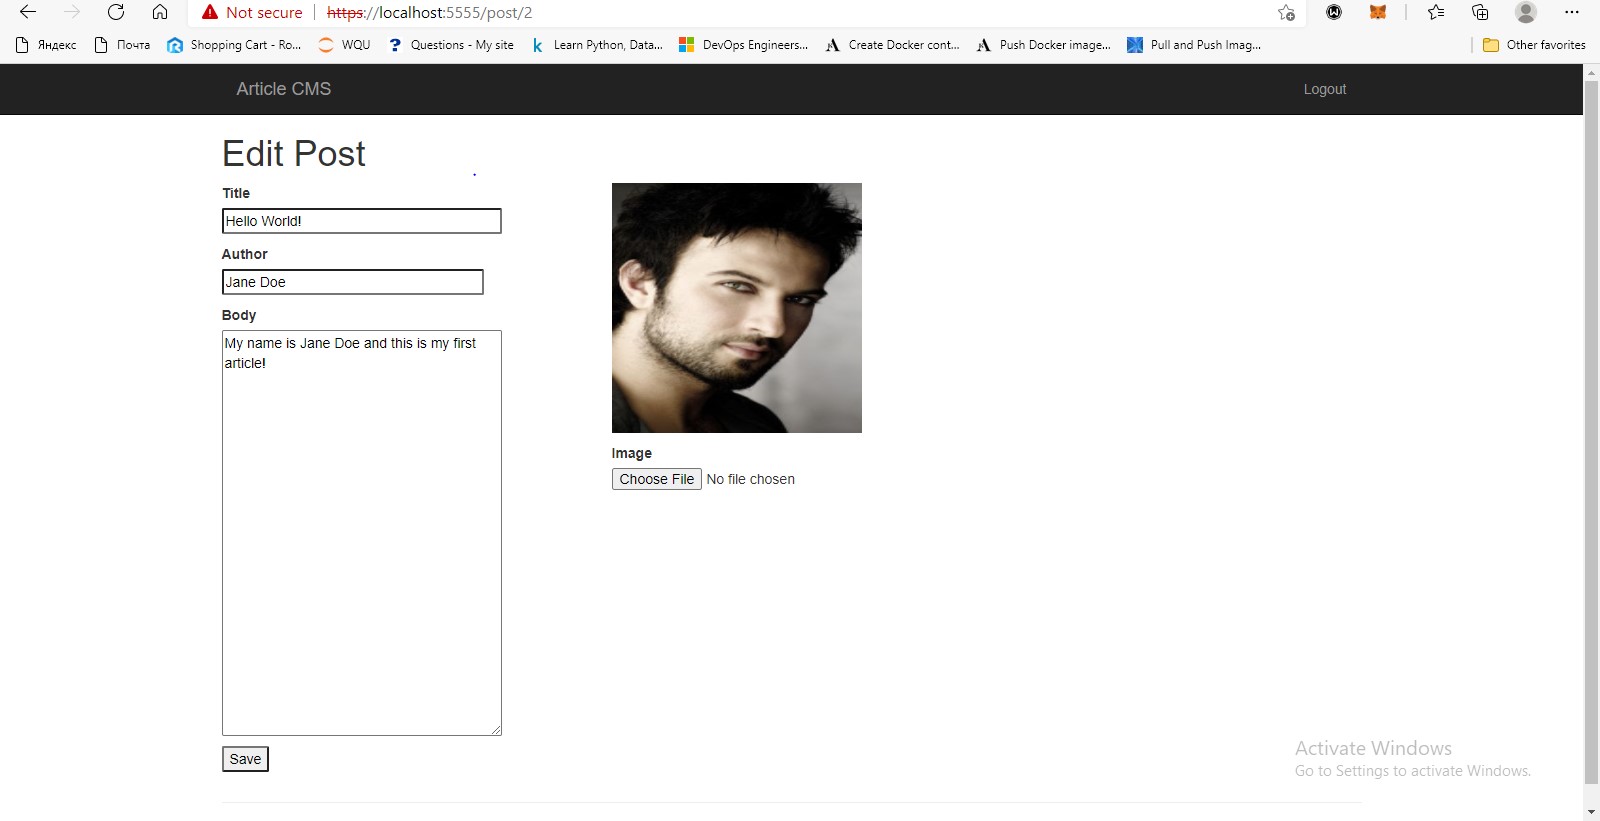 Not secure https://localhost:5555/post/2
Яндекс Почта Shopping Cart - Ro... WQU Questions - My site Learn Python, Data... DevOps Engineers... Create Docker cont... Push Docker image... Pull and Push Imag... Other favorites
Article CMS Logout
Edit Post
Title
Hello World!
Author
Jane Doe
Body
My name is Jane Doe and this is my first
article!
Image
Choose File No file chosen
Save
Activate Windows
Go to Settings to activate Windows.